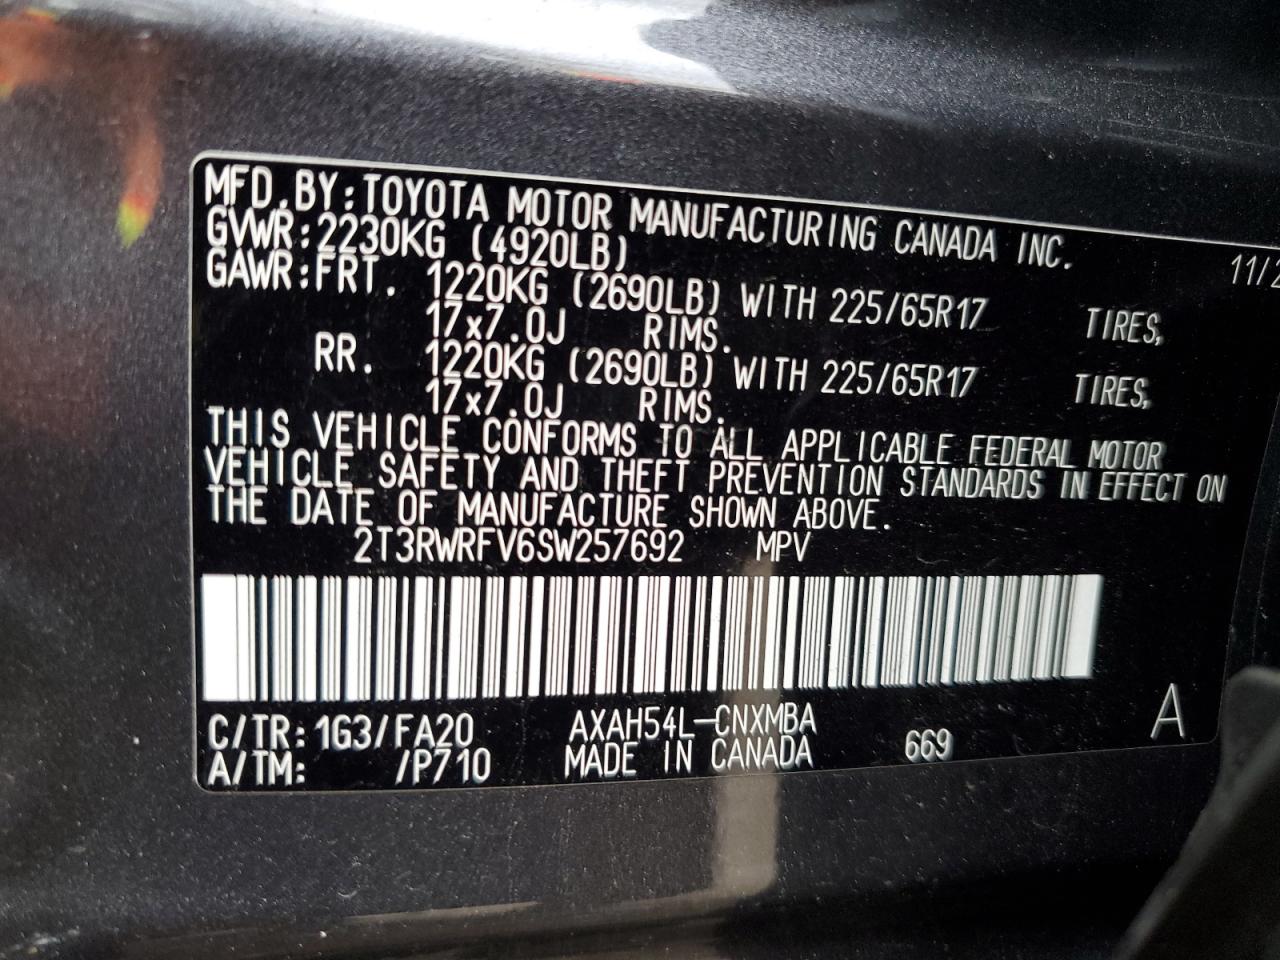 MFD.BY:TOYOTA MOTOR MANUFACTURING CANADA INC.
GVWR:2230KG (4920LB) 11/2
GAWR:FRT. 1220KG (2690LB) WITH 225/65R17 TIRES,
17x7.0J RIMS.
RR. 1220KG (2690LB) WITH 225/65R17 TIRES,
17x7.0J RIMS.
THIS VEHICLE CONFORMS TO ALL APPLICABLE FEDERAL MOTOR
VEHICLE SAFETY AND THEFT PREVENTION STANDARDS IN EFFECT ON
THE DATE OF MANUFACTURE SHOWN ABOVE.
2T3RWRFV6SW257692 MPV
C/TR:1G3/FA20 AXAH54L-CNXMBA A
A/TM: /P710 MADE IN CANADA 669